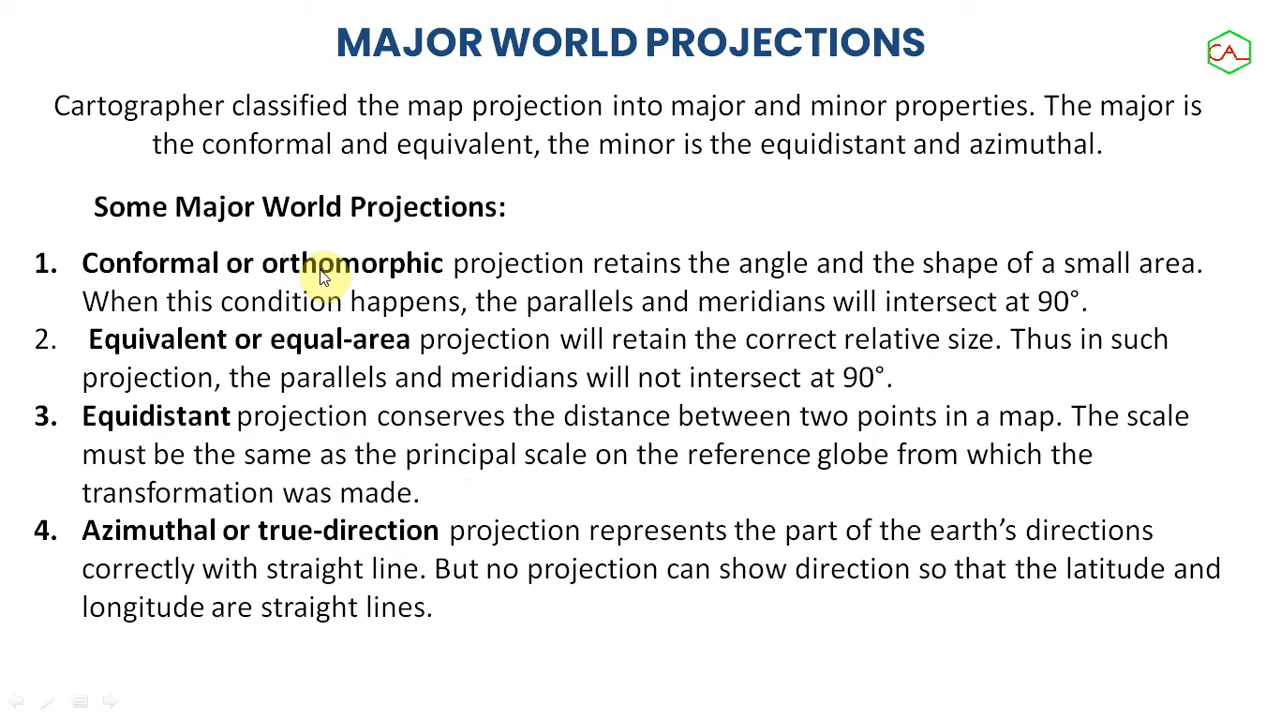 MAJOR WORLD PROJECTIONS
CAL
Cartographer classified the map projection into major and minor properties. The major is
the conformal and equivalent, the minor is the equidistant and azimuthal.
Some Major World Projections:
1. Conformal or orthomorphic projection retains the angle and the shape of a small area.
When this condition happens, the parallels and meridians will intersect at 90°.
2. Equivalent or equal-area projection will retain the correct relative size. Thus in such
projection, the parallels and meridians will not intersect at 90°.
3. Equidistant projection conserves the distance between two points in a map. The scale
must be the same as the principal scale on the reference globe from which the
transformation was made.
4. Azimuthal or true-direction projection represents the part of the earth’s directions
correctly with straight line. But no projection can show direction so that the latitude and
longitude are straight lines.